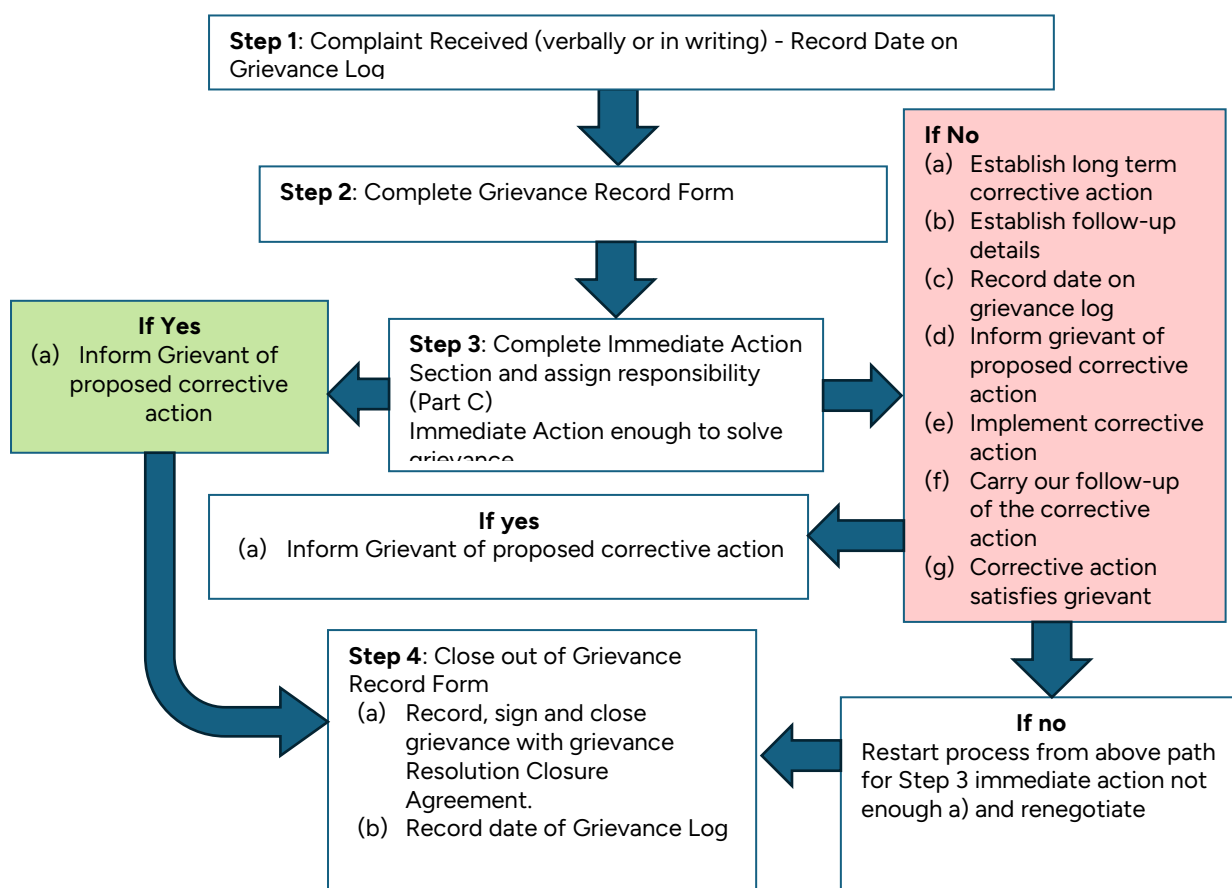 Step 1: Complaint Received (verbally or in writing) - Record Date on
Grievance Log
Step 2: Complete Grievance Record Form
If No
(a) Establish long term
corrective action
(b) Establish follow-up
details
(c) Record date on
grievance log
(d) Inform grievant of
proposed corrective
action
(e) Implement corrective
action
(f) Carry our follow-up
of the corrective
action
(g) Corrective action
satisfies grievant
If Yes
(a) Inform Grievant of
proposed corrective
action
Step 3: Complete Immediate Action
Section and assign responsibility
(Part C)
Immediate Action enough to solve
grievance
If yes
(a) Inform Grievant of proposed corrective action
Step 4: Close out of Grievance
Record Form
(a) Record, sign and close
grievance with grievance
Resolution Closure
Agreement.
(b) Record date of Grievance Log
If no
Restart process from above path
for Step 3 immediate action not
enough a) and renegotiate